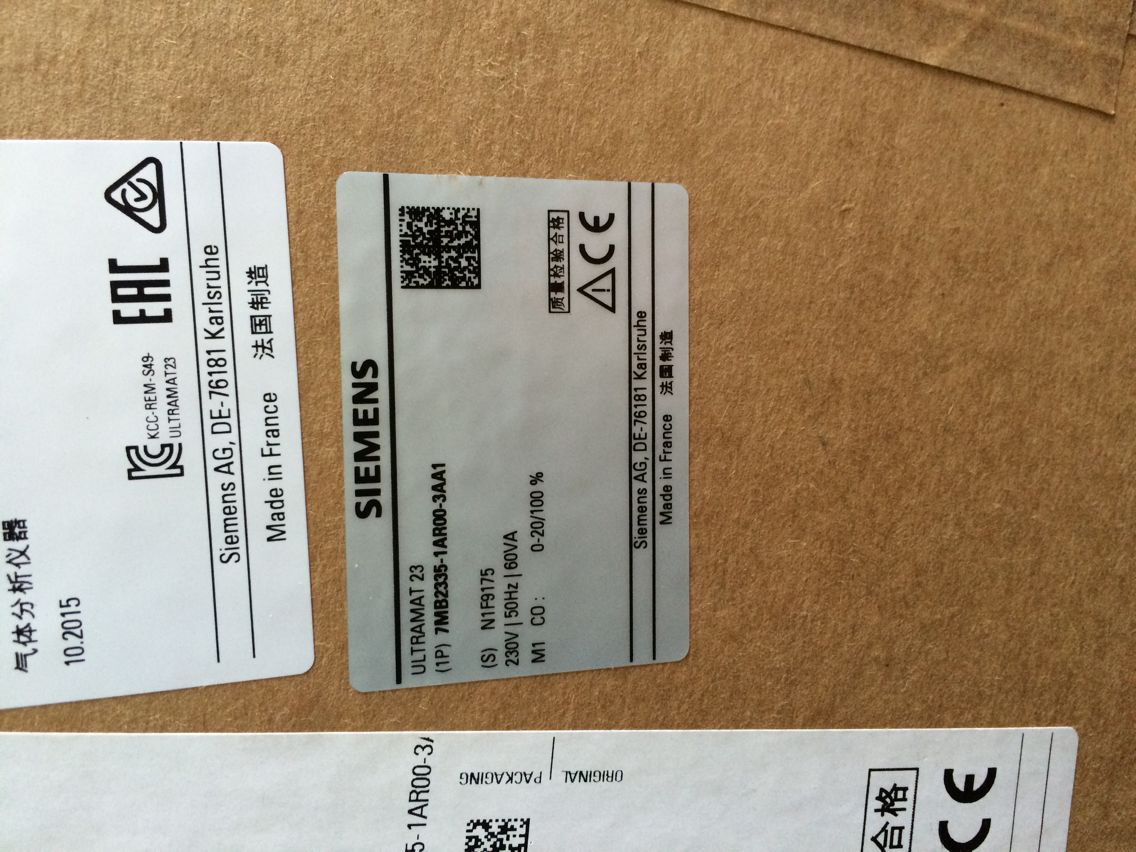 气体分析仪器
10.2015
KCC-REM-S49-
ULTRAMAT23
EAC
Siemens AG, DE-76181 Karlsruhe
Made in France 法国制造
SIEMENS
ULTRAMAT 23
(1P) 7MB2335-1AR00-3AA1
(S) N1F9175
230V | 50Hz | 60VA
M1 CO : 0-20/100 %
质量检验合格
CE
Siemens AG, DE-76181 Karlsruhe
Made in France 法国制造
5-1AR00-3A
ORIGINAL
PACKAGING
合格
CE